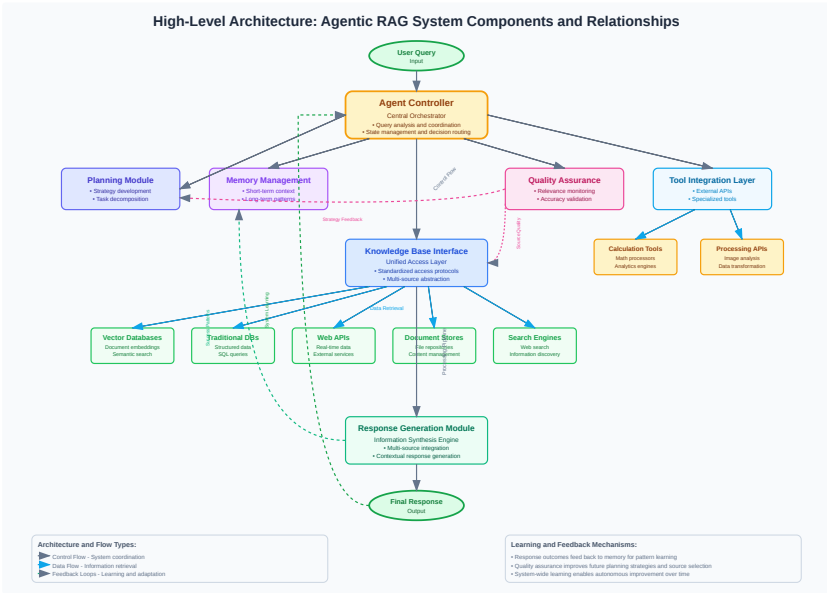 High-Level Architecture: Agentic RAG System Components and Relationships
User Query
Input
Agent Controller
Central Orchestrator
• Query analysis and coordination
• State management and decision routing
Planning Module
• Strategy development
• Task decomposition
Memory Management
• Short-term context
• Long-term patterns
Control Flow
Quality Assurance
• Relevance monitoring
• Accuracy validation
Tool Integration Layer
• External APIs
• Specialized tools
Strategy Feedback
Source Quality
Knowledge Base Interface
Unified Access Layer
• Standardized access protocols
• Multi-source abstraction
Calculation Tools
Math processors
Analytics engines
Processing APIs
Image analysis
Data transformation
Data Retrieval
Vector Databases
Document embeddings
Semantic search
Traditional DBs
Structured data
SQL queries
Web APIs
Real-time data
External services
Document Stores
File repositories
Content management
Search Engines
Web search
Information discovery
Response Generation Module
Information Synthesis Engine
• Multi-source integration
• Contextual response generation
Final Response
Output
Architecture and Flow Types:
Control Flow - System coordination
Data Flow - Information retrieval
Feedback Loops - Learning and adaptation
Learning and Feedback Mechanisms:
• Response outcomes feed back to memory for pattern learning
• Quality assurance improves future planning strategies and source selection
• System-wide learning enables autonomous improvement over time